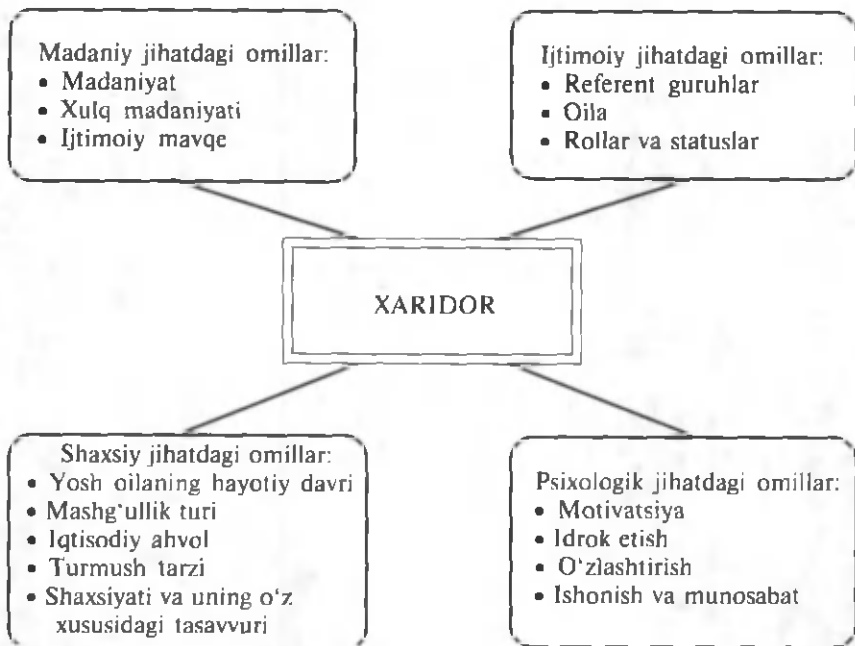 Madaniy jihatdagi omillar:
• Madaniyat
• Xulq madaniyati
• Ijtimoiy mavqe
Ijtimoiy jihatdagi omillar:
• Referent guruhlar
• Oila
• Rollar va statuslar
XARIDOR
Shaxsiy jihatdagi omillar:
• Yosh oilaning hayotiy davri
• Mashg‘ullik turi
• Iqtisodiy ahvol
• Turmush tarzi
• Shaxsiyati va uning o‘z
xususidagi tasavvuri
Psixologik jihatdagi omillar:
• Motivatsiya
• Idrok etish
• O‘zlashtirish
• Ishonish va munosabat